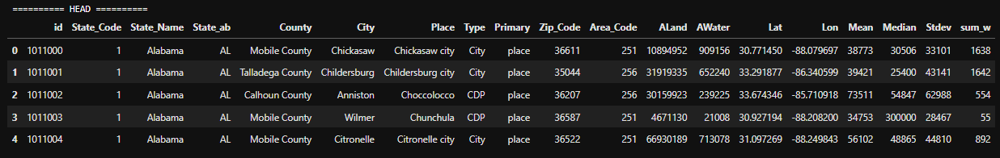 ========== HEAD ==========
id State_Code State_Name State_ab County City Place Type Primary Zip_Code Area_Code ALand AWater Lat Lon Mean Median Stdev sum_w
0 1011000 1 Alabama AL Mobile County Chickasaw Chickasaw city City place 36611 251 10894952 909156 30.771450 -88.079697 38773 30506 33101 1638
1 1011001 1 Alabama AL Talladega County Childersburg Childersburg city City place 35044 256 31919335 652240 33.291877 -86.340599 39421 25400 43141 1642
2 1011002 1 Alabama AL Calhoun County Anniston Choccolocco CDP place 36207 256 30159923 239225 33.674346 -85.710918 73511 54847 62988 554
3 1011003 1 Alabama AL Mobile County Wilmer Chunchula CDP place 36587 251 4671130 21008 30.927194 -88.208200 34753 300000 28467 55
4 1011004 1 Alabama AL Mobile County Citronelle Citronelle city City place 36522 251 66930189 713078 31.097269 -88.249843 56102 48865 44810 892